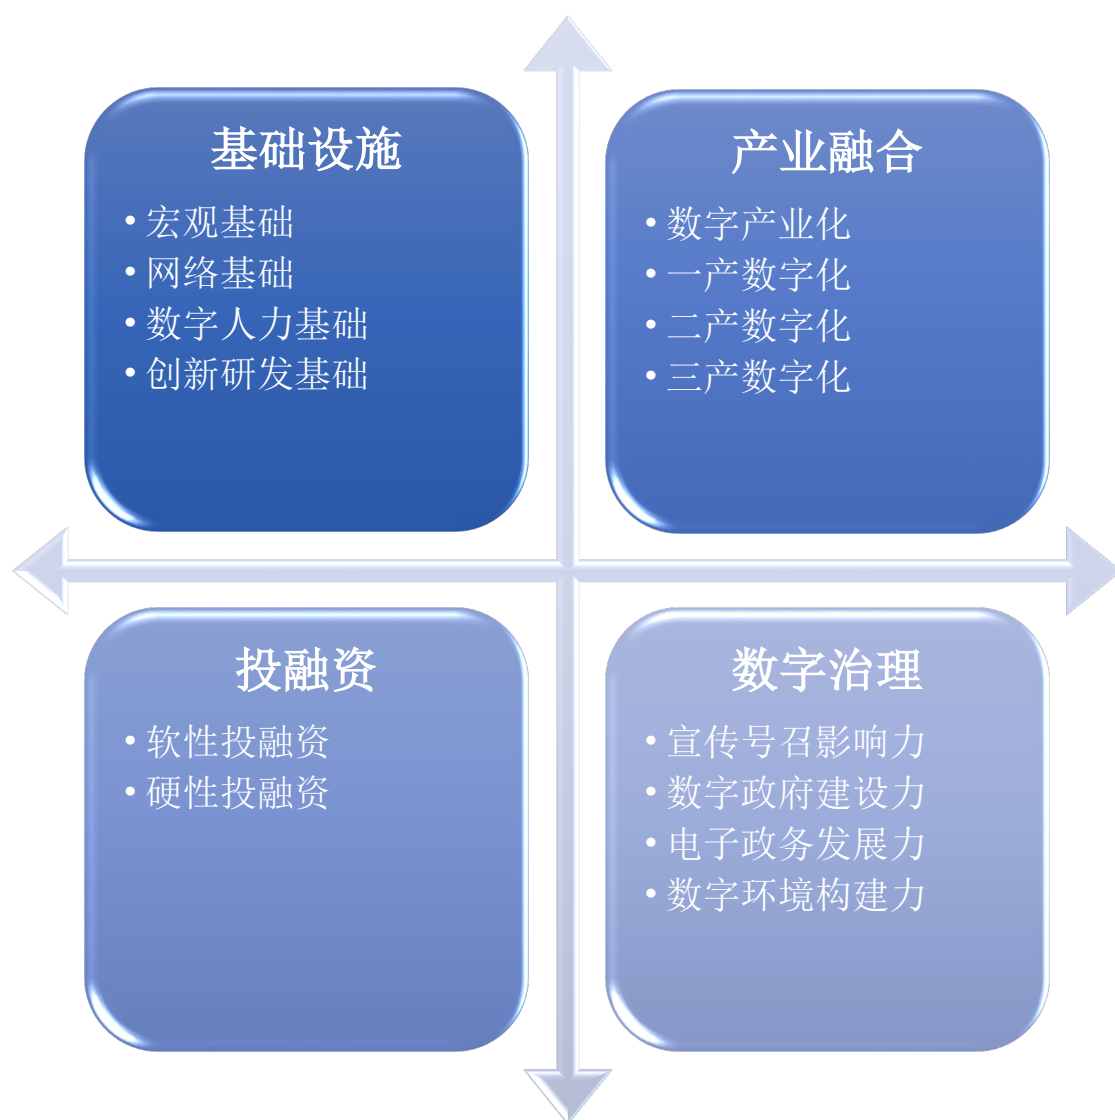 基础设施
• 宏观基础
• 网络基础
• 数字人力基础
• 创新研发基础
产业融合
• 数字产业化
• 一产数字化
• 二产数字化
• 三产数字化
投融资
• 软性投融资
• 硬性投融资
数字治理
• 宣传号召影响力
• 数字政府建设力
• 电子政务发展力
• 数字环境构建力